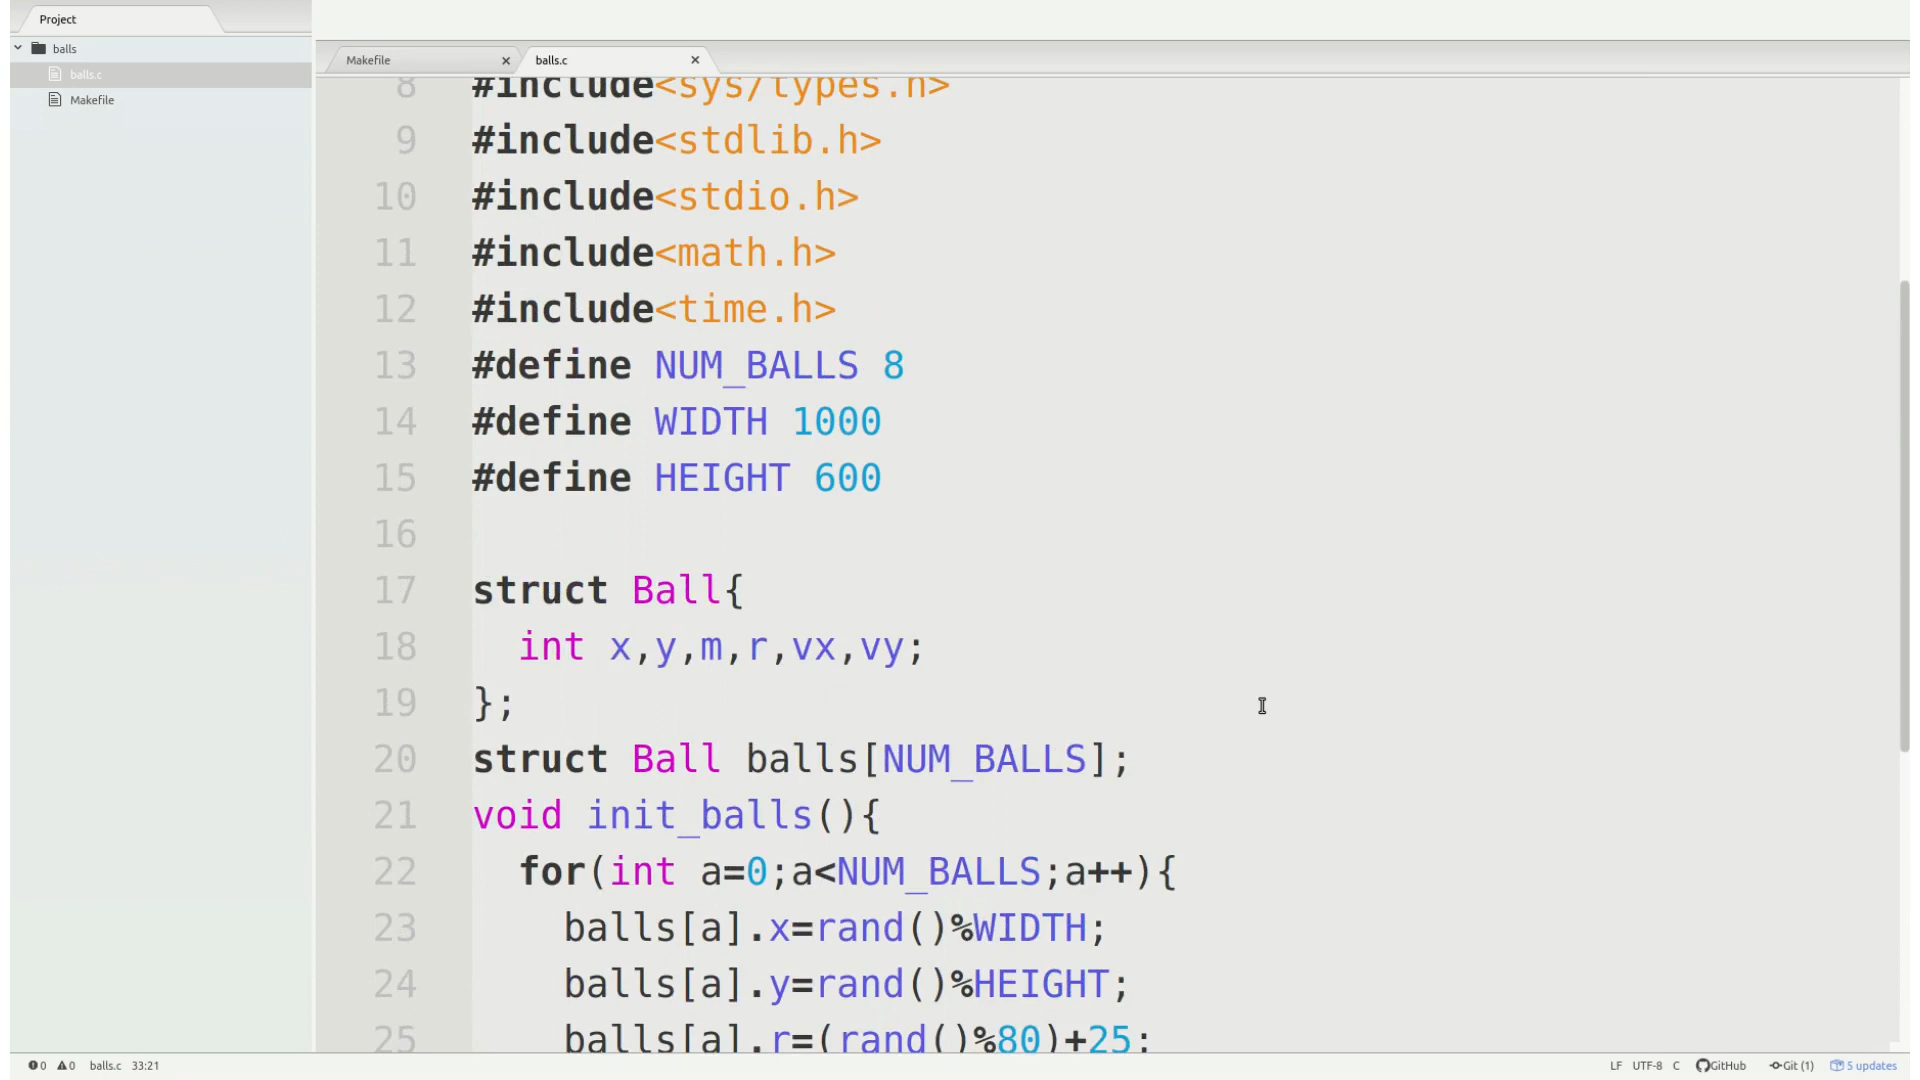 Project
balls
balls.c
Makefile
Makefile
balls.c
8 #include<sys/types.h>
9 #include<stdlib.h>
10 #include<stdio.h>
11 #include<math.h>
12 #include<time.h>
13 #define NUM_BALLS 8
14 #define WIDTH 1000
15 #define HEIGHT 600
16
17 struct Ball{
18 int x,y,m,r,vx,vy;
19 };
20 struct Ball balls[NUM_BALLS];
21 void init_balls(){
22 for(int a=0;a<NUM_BALLS;a++){
23 balls[a].x=rand()%WIDTH;
24 balls[a].y=rand()%HEIGHT;
25 balls[a].r=(rand()%80)+25;
0 0 balls.c 33:21 LF UTF-8 C GitHub Git (1) 5 updates